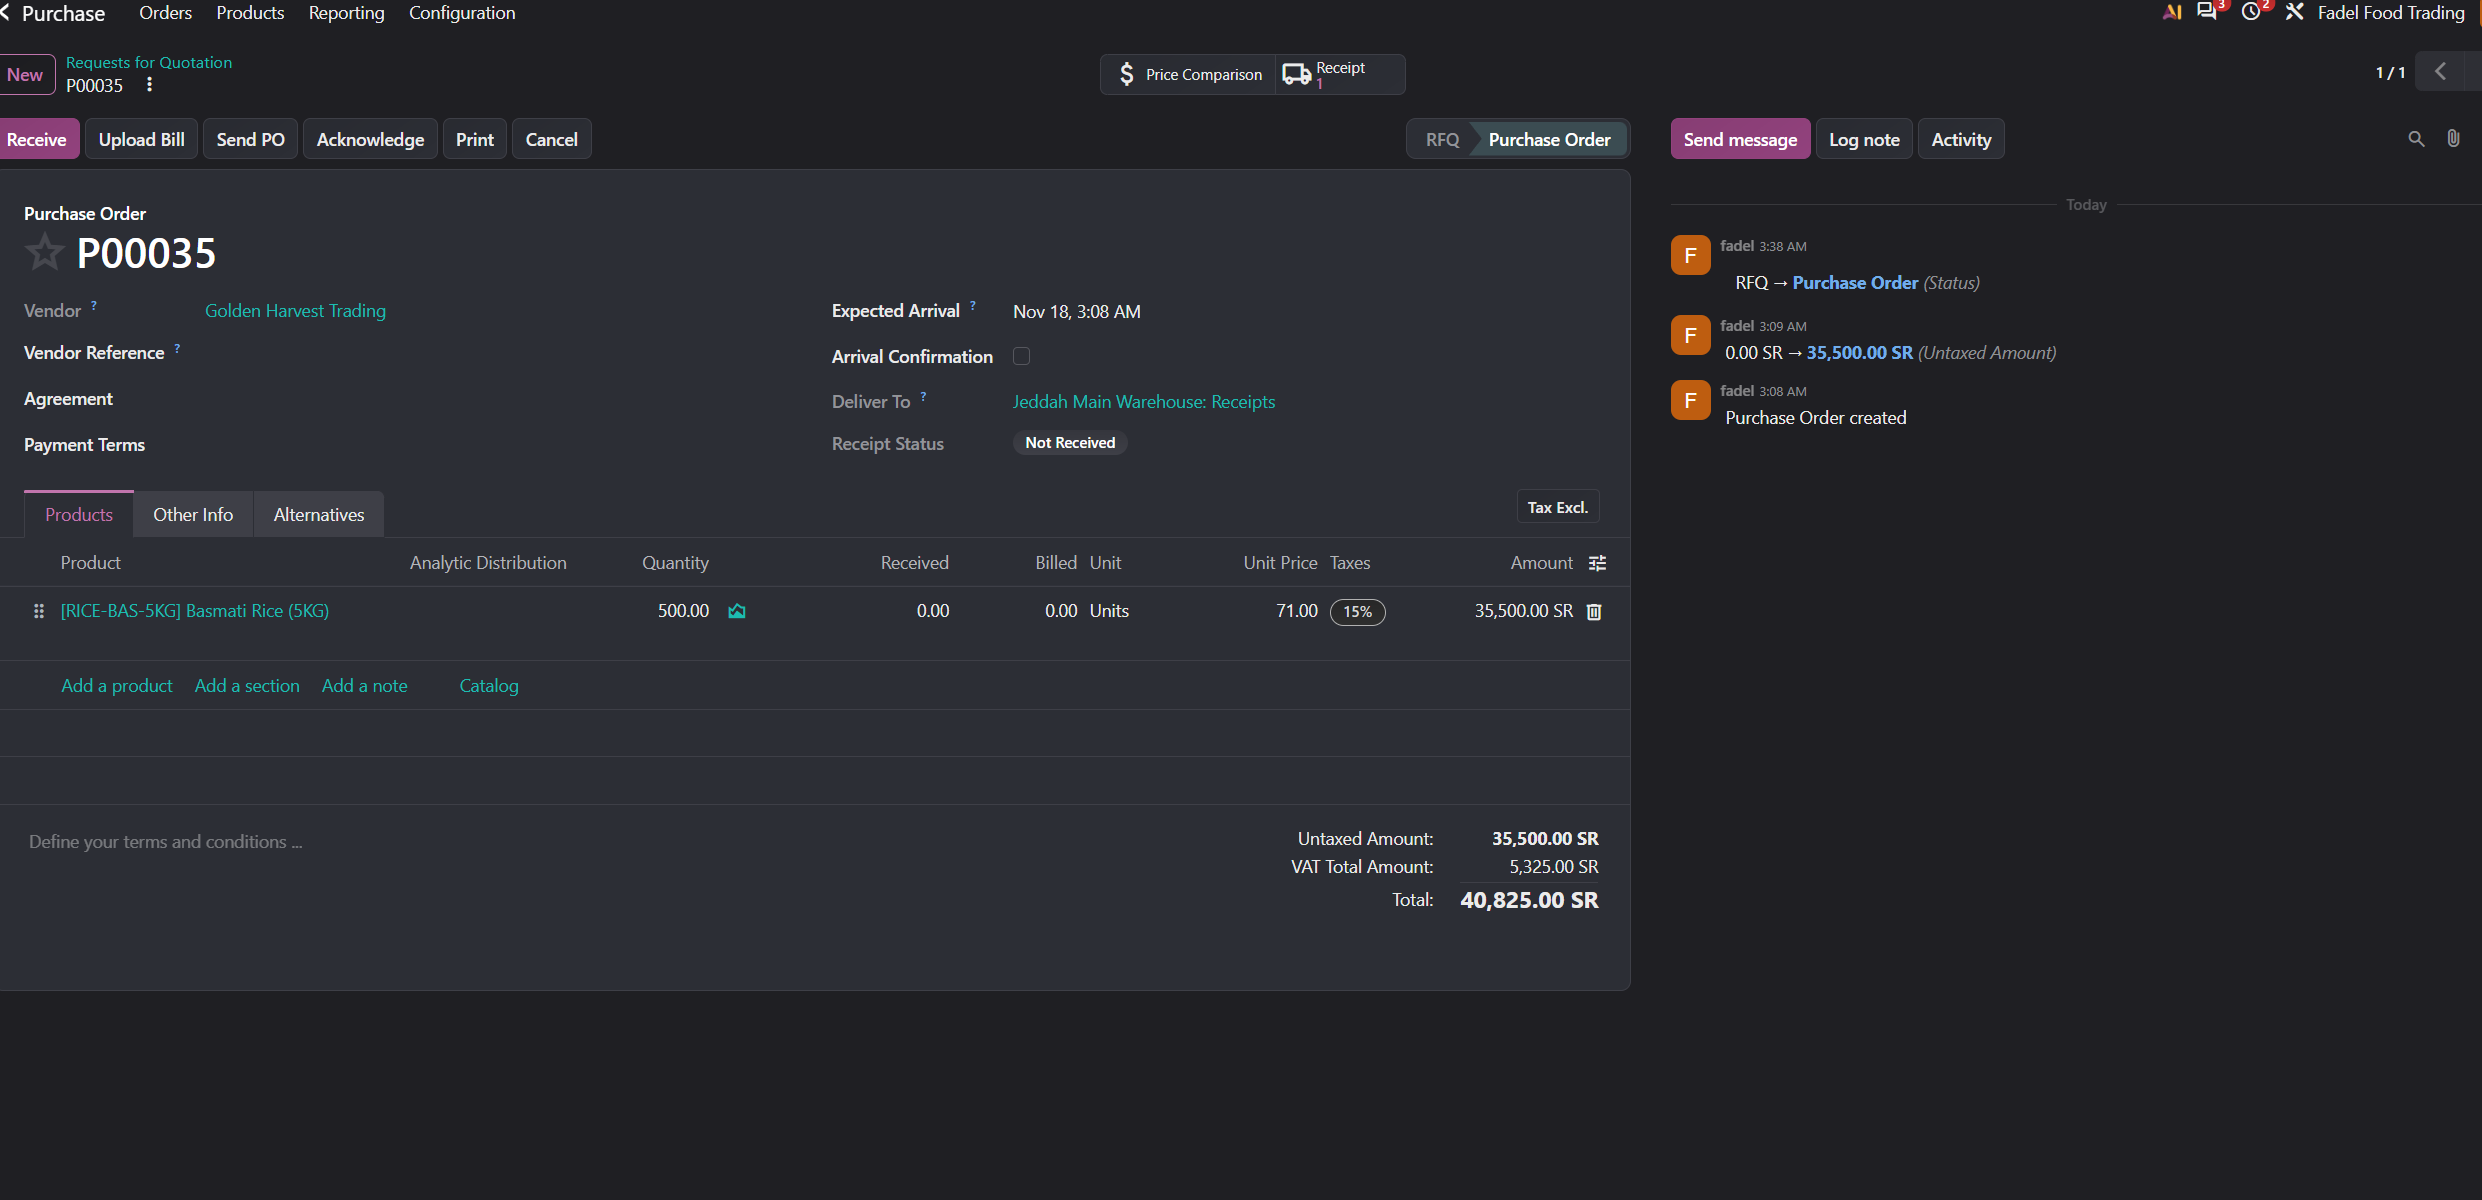 Purchase Orders Products Reporting Configuration AI 3 2 Fadel Food Trading
New Requests for Quotation
P00035
Price Comparison Receipt 1
1 / 1
Receive Upload Bill Send PO Acknowledge Print Cancel RFQ Purchase Order Send message Log note Activity
Purchase Order
P00035
Vendor ? Golden Harvest Trading
Vendor Reference ?
Agreement
Payment Terms
Expected Arrival ? Nov 18, 3:08 AM
Arrival Confirmation
Deliver To ? Jeddah Main Warehouse: Receipts
Receipt Status Not Received
Products Other Info Alternatives Tax Excl.
Product Analytic Distribution Quantity Received Billed Unit Unit Price Taxes Amount
[RICE-BAS-5KG] Basmati Rice (5KG) 500.00 0.00 0.00 Units 71.00 15% 35,500.00 SR
Add a product Add a section Add a note Catalog
Define your terms and conditions ...
Untaxed Amount: 35,500.00 SR
VAT Total Amount: 5,325.00 SR
Total: 40,825.00 SR
Today
F fadel 3:38 AM
RFQ → Purchase Order (Status)
F fadel 3:09 AM
0.00 SR → 35,500.00 SR (Untaxed Amount)
F fadel 3:08 AM
Purchase Order created